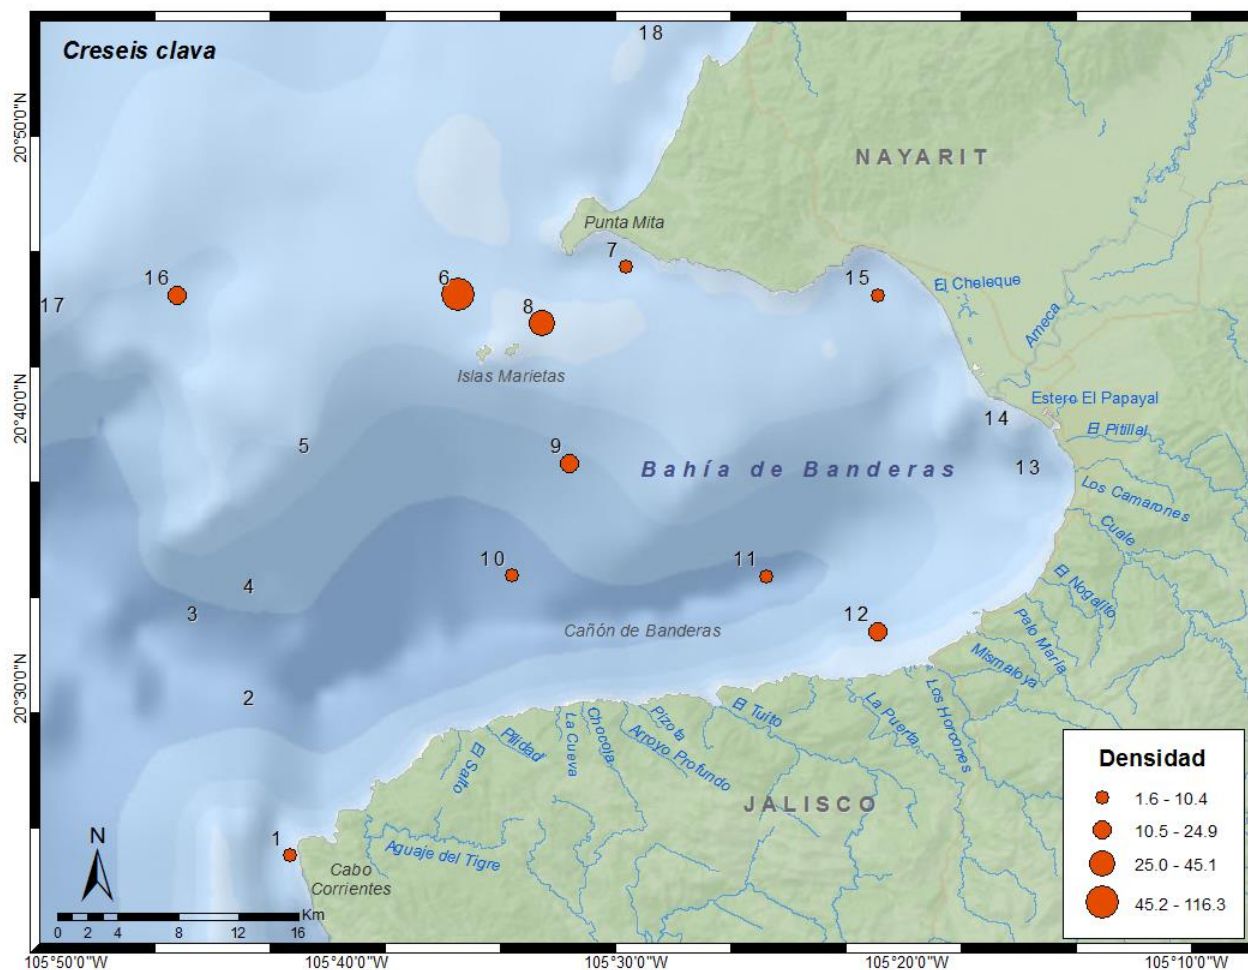 Creseis clava
18
20°50'0"N
NAYARIT
Punta Mita
7
16
6
15
El Cheleque
17
8
Ameca
Islas Marietas
20°40'0"N
Estero El Papayal
14
El Pitillal
5
9
Bahía de Banderas
13
Los Camarones
Cuale
10
11
4
El Nogalito
3
12
Cañón de Banderas
Palo María
Mismaloya
20°30'0"N
2
La Puerta
Los Horcones
El Tuito
Pizota
Chocola
La Cueva
Pilidad
El Salto
Arroyo Profundo
Densidad
1.6 - 10.4
10.5 - 24.9
25.0 - 45.1
45.2 - 116.3
JALISCO
1
N
Aguaje del Tigre
Cabo
Corrientes
Km
0 2 4 8 12 16
105°50'0"W 105°40'0"W 105°30'0"W 105°20'0"W 105°10'0"W